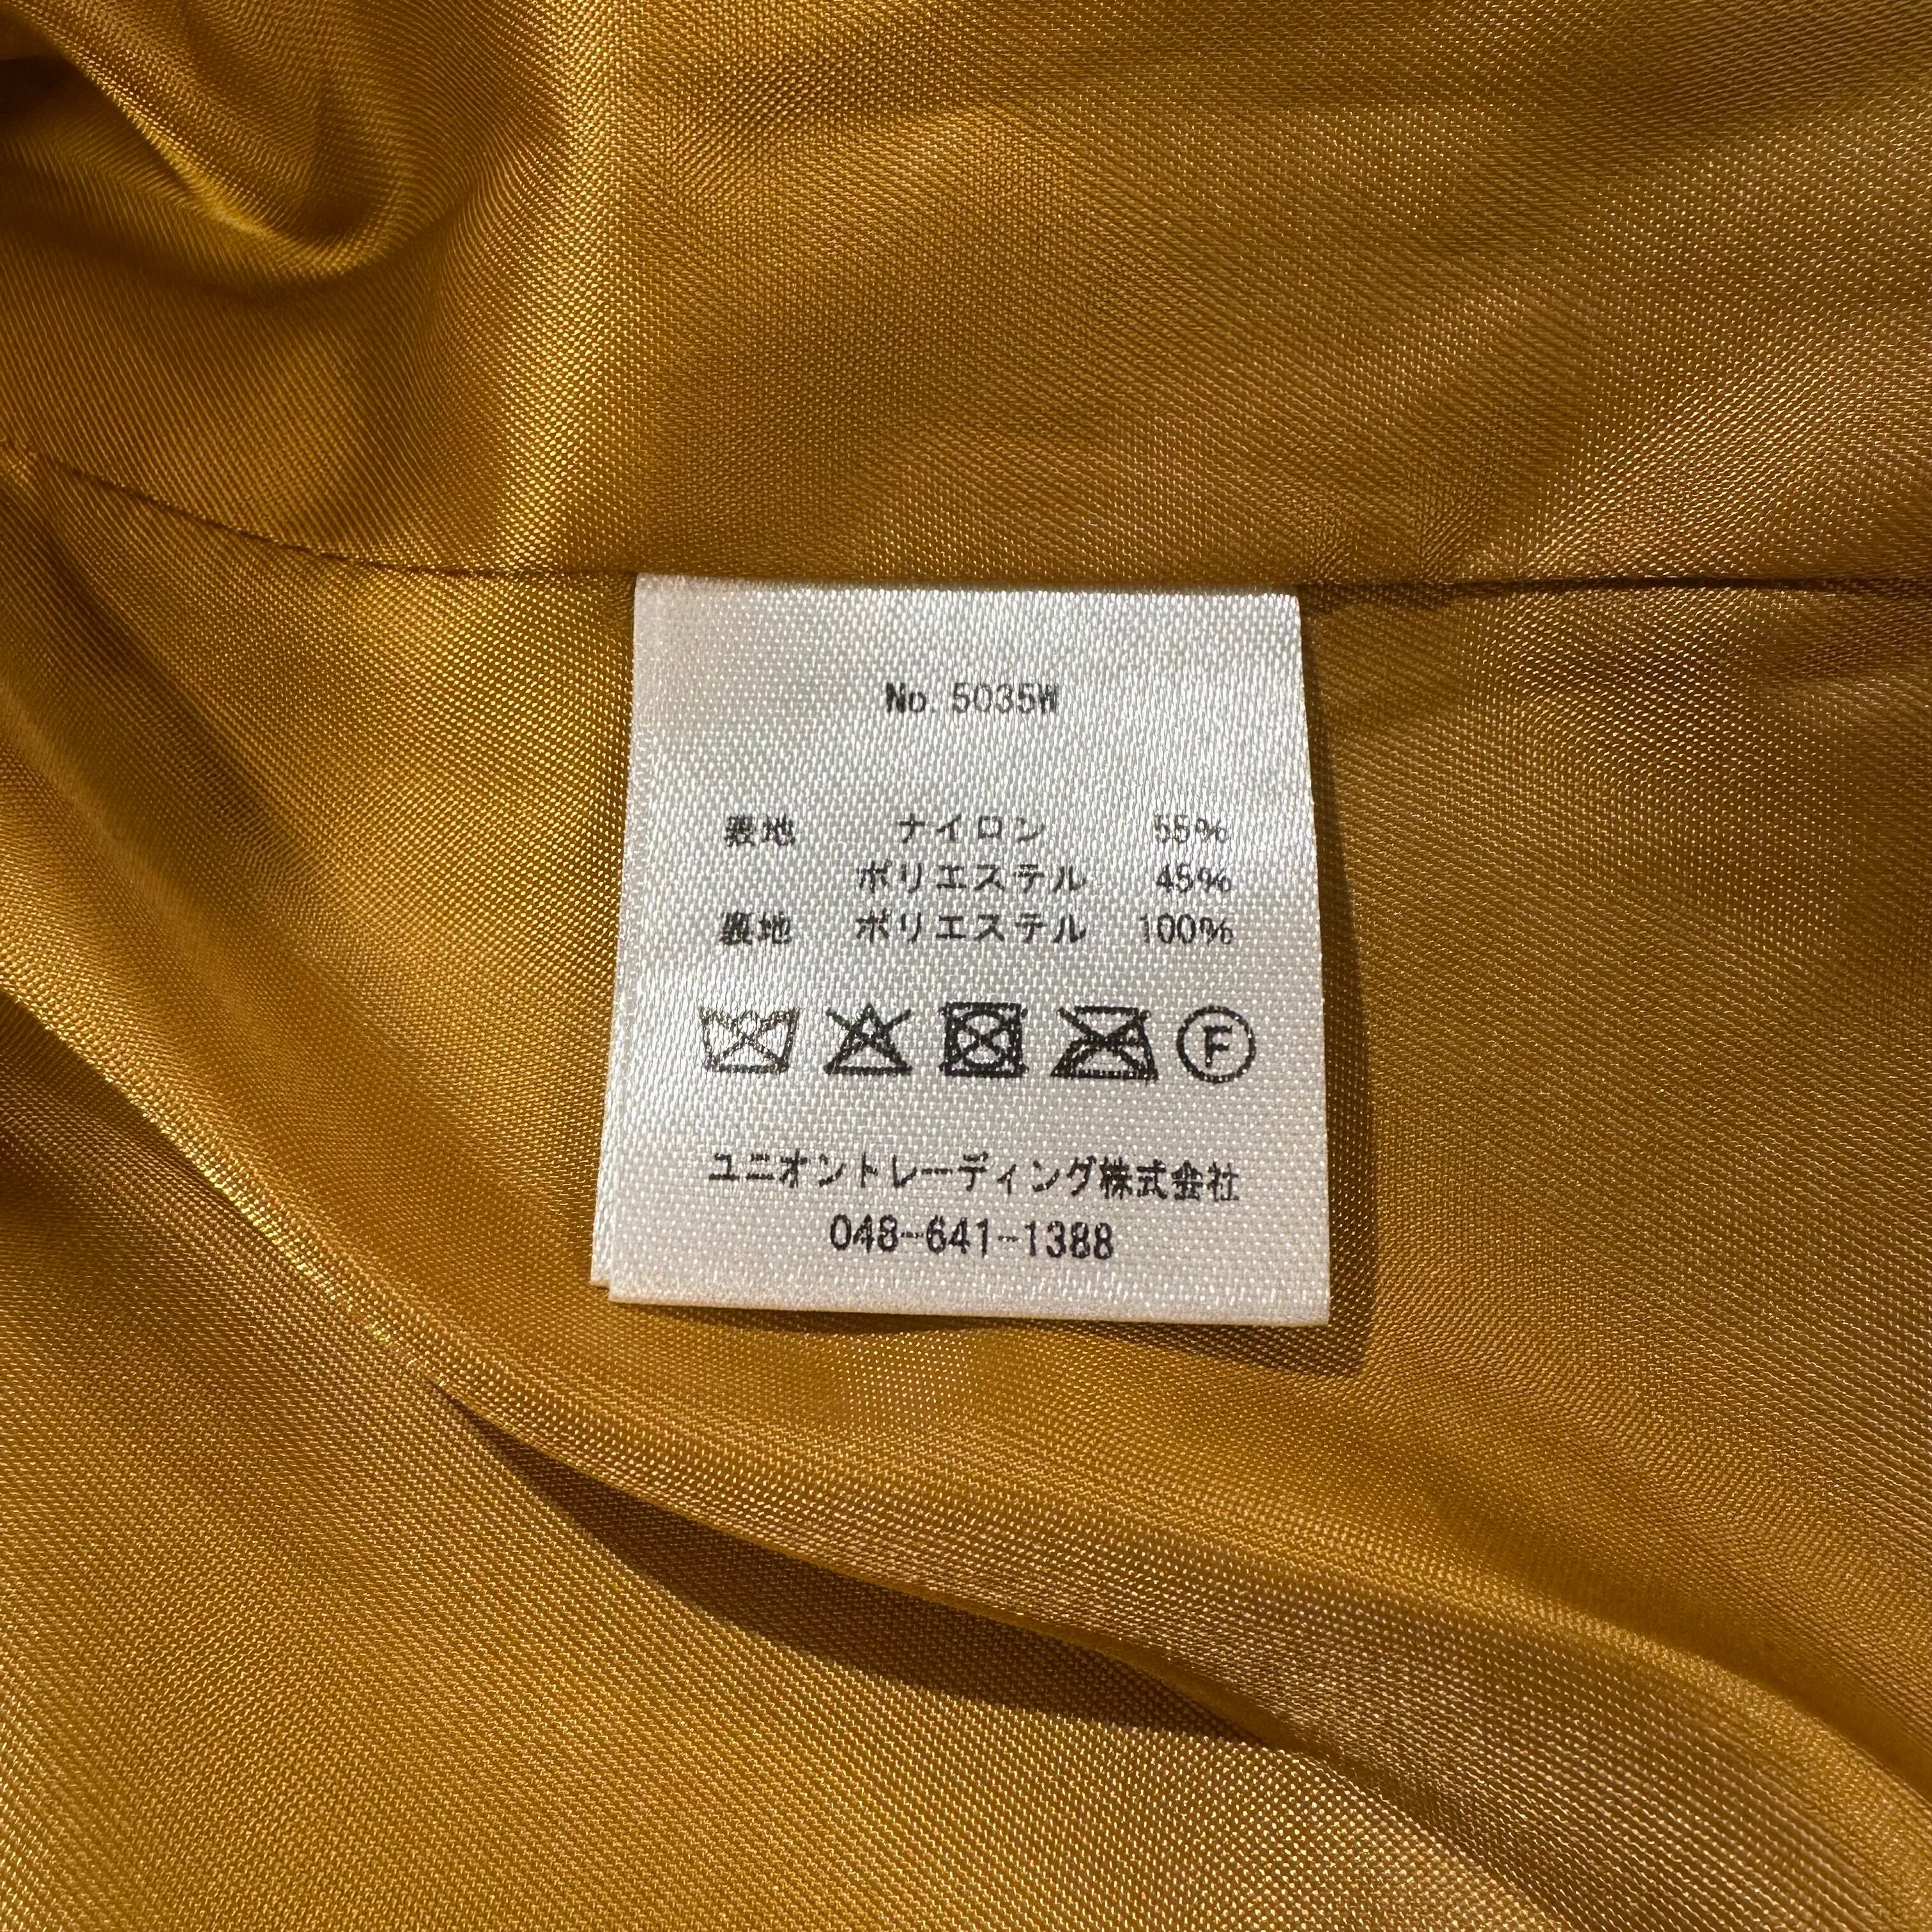 No. 5035W
表地 ナイロン 55%
ポリエステル 45%
裏地 ポリエステル 100%
F
ユニオントレーディング株式会社
048-641-1388